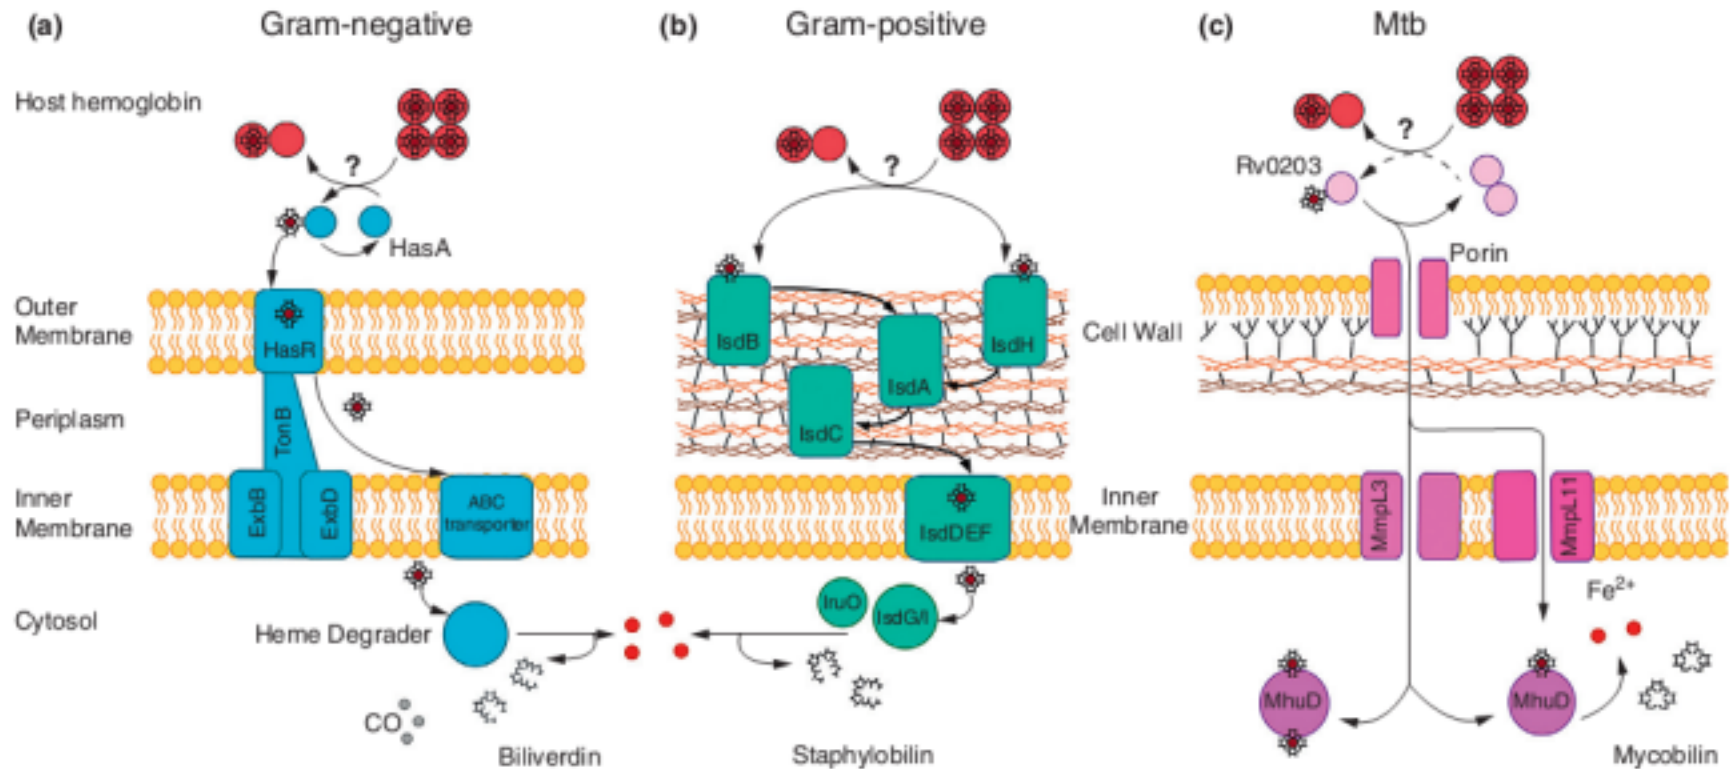 (a)
Gram-negative
(b)
Gram-positive
(c)
Mtb
Host hemoglobin
?
HasA
?
?
Rv0203
Porin
Outer
Membrane
HasR
IsdB
IsdA
IsdH
IsdC
Cell Wall
Periplasm
TonB
Inner
Membrane
ExbB
ExbD
ABC
transporter
IsdDEF
Inner
Membrane
MmpL3
MmpL11
Cytosol
Heme Degrader
IruO
IsdG/I
Fe2+
MhuD
MhuD
CO
Biliverdin
Staphylobilin
Mycobilin